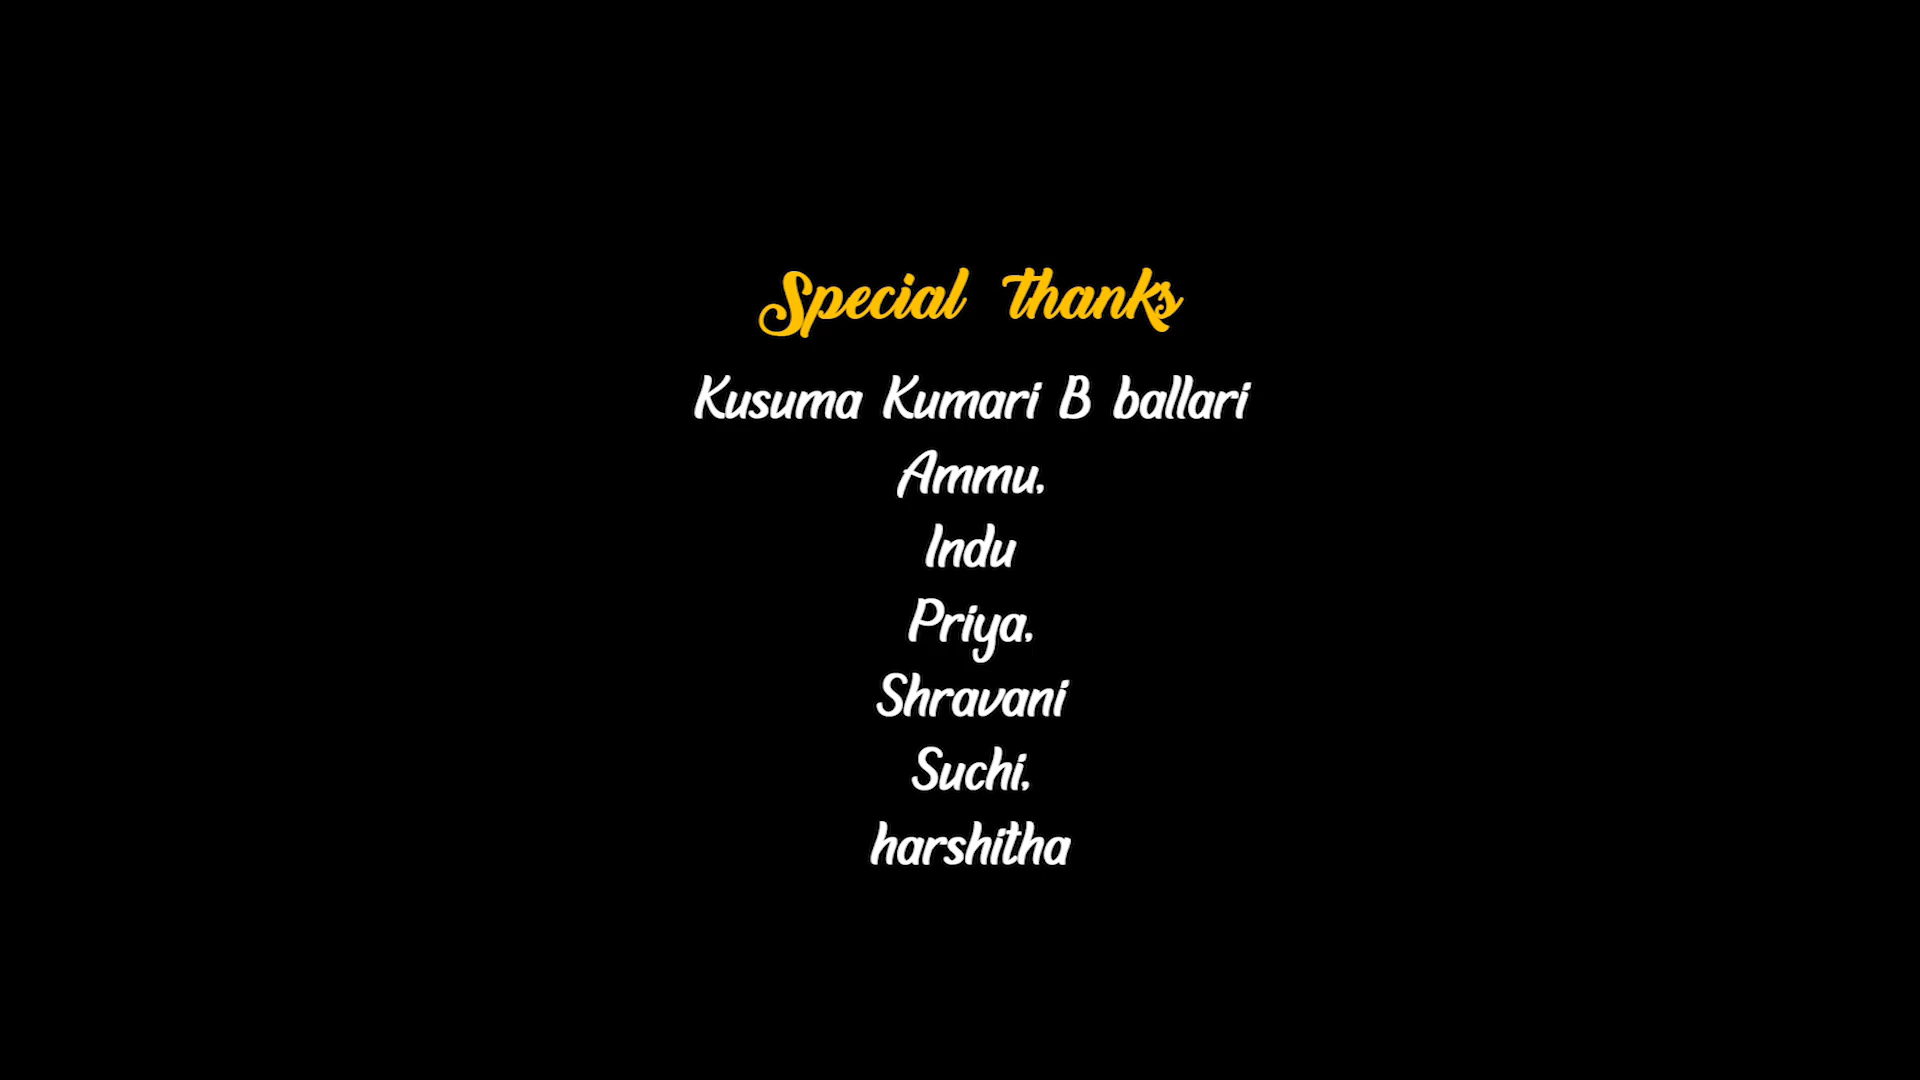 Special thanks
Kusuma Kumari B ballari
Ammu,
Indu
Priya,
Shravani
Suchi,
harshitha